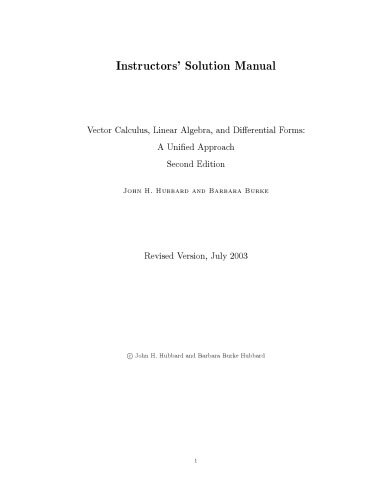 Instructors' Solution Manual
Vector Calculus, Linear Algebra, and Differential Forms:
A Unified Approach
Second Edition
John H. Hubbard and Barbara Burke
Revised Version, July 2003
© John H. Hubbard and Barbara Burke Hubbard
1